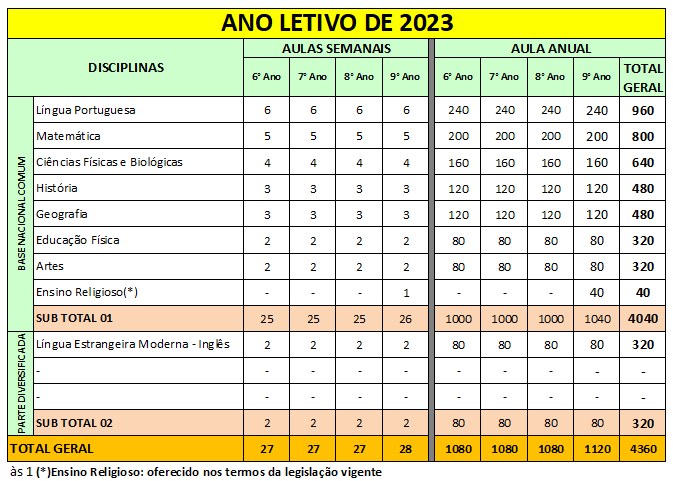 ANO LETIVO DE 2023
DISCIPLINAS AULAS SEMANAIS AULA ANUAL
6° Ano 7° Ano 8° Ano 9° Ano 6° Ano 7° Ano 8° Ano 9° Ano TOTAL GERAL
BASE NACIONAL COMUM
Língua Portuguesa 6 6 6 6 240 240 240 240 960
Matemática 5 5 5 5 200 200 200 200 800
Ciências Físicas e Biológicas 4 4 4 4 160 160 160 160 640
História 3 3 3 3 120 120 120 120 480
Geografia 3 3 3 3 120 120 120 120 480
Educação Física 2 2 2 2 80 80 80 80 320
Artes 2 2 2 2 80 80 80 80 320
Ensino Religioso(*) - - - 1 - - - 40 40
SUB TOTAL 01 25 25 25 26 1000 1000 1000 1040 4040
PARTE DIVERSIFICADA
Língua Estrangeira Moderna - Inglês 2 2 2 2 80 80 80 80 320
- - - - - - - - - -
- - - - - - - - - -
SUB TOTAL 02 2 2 2 2 80 80 80 80 320
TOTAL GERAL 27 27 27 28 1080 1080 1080 1120 4360
às 1 (*)Ensino Religioso: oferecido nos termos da legislação vigente